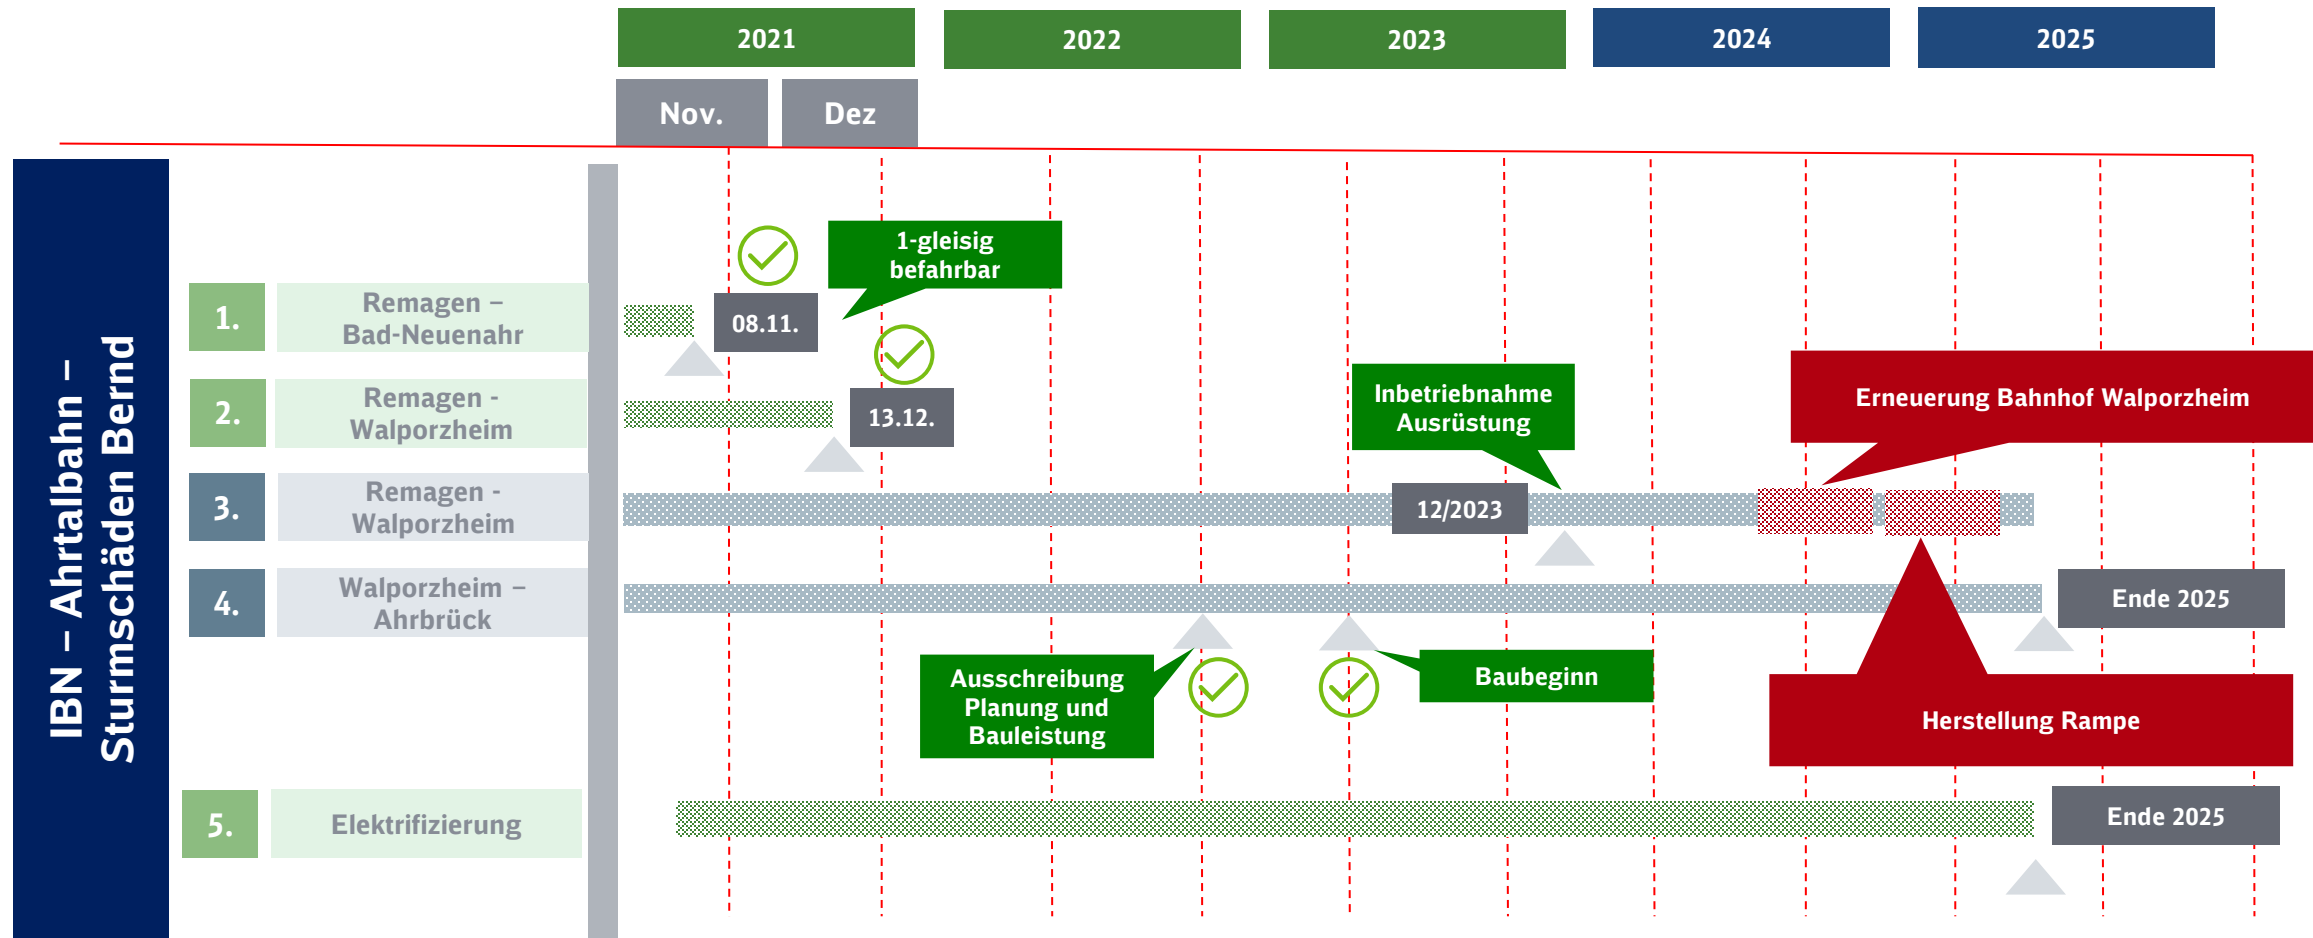 2021
2022
2023
2024
2025
Nov.
Dez
IBN – Ahrtalbahn –
Sturmschäden Bernd
1-gleisig
befahrbar
1.
Remagen –
Bad-Neuenahr
08.11.
2.
Remagen -
Walporzheim
13.12.
Inbetriebnahme
Ausrüstung
Erneuerung Bahnhof Walporzheim
3.
Remagen -
Walporzheim
12/2023
4.
Walporzheim –
Ahrbrück
Ende 2025
Ausschreibung
Planung und
Bauleistung
Baubeginn
Herstellung Rampe
5.
Elektrifizierung
Ende 2025